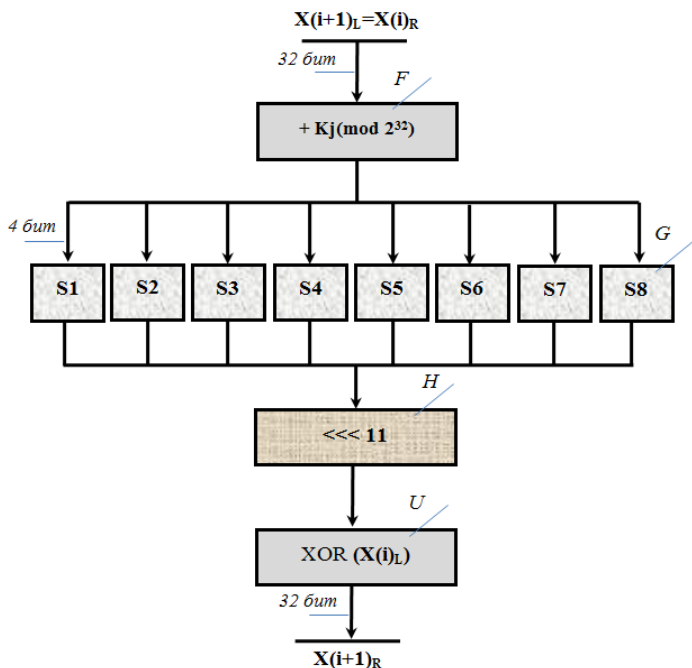 X(i+1)L=X(i)R
32 бит
F
+ Kj(mod 2³²)
4 бит
G
S1 S2 S3 S4 S5 S6 S7 S8
H
<<< 11
U
XOR (X(i)L)
32 бит
X(i+1)R